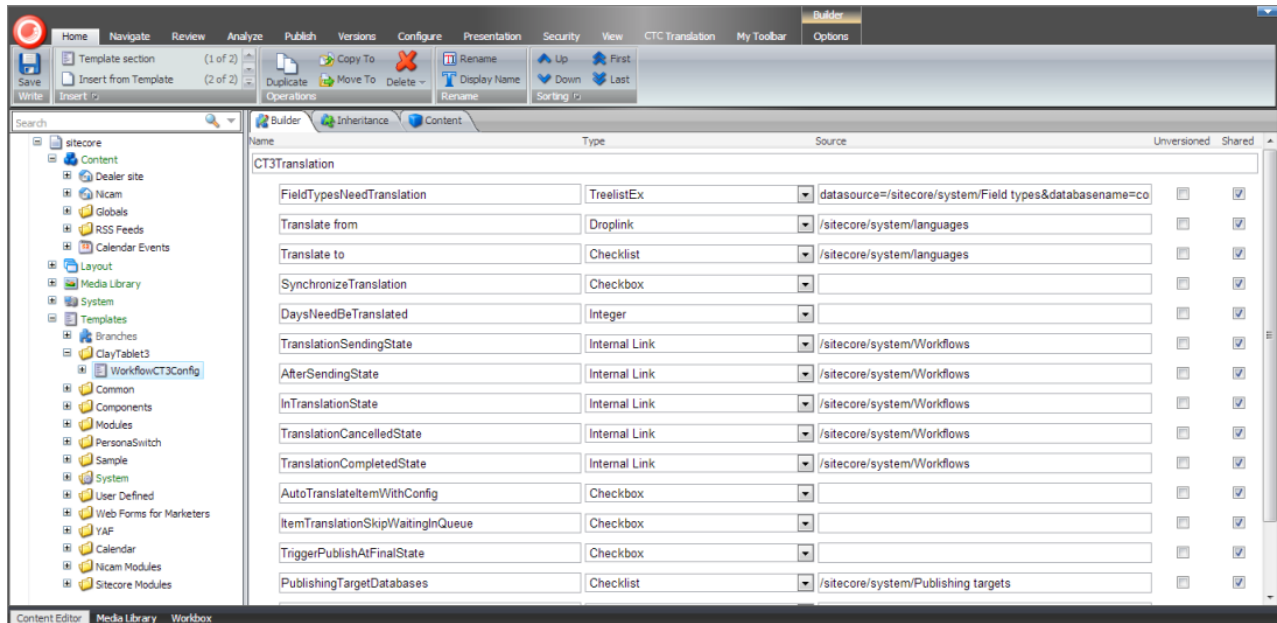 Builder
Home Navigate Review Analyze Publish Versions Configure Presentation Security View CTC Translation My Toolbar Options
Save
Write
Template section (1 of 2)
Insert from Template (2 of 2)
Insert
Duplicate
Copy To
Move To
Delete
Operations
Rename
Display Name
Rename
Up First
Down Last
Sorting
Search
sitecore
Content
Dealer site
Nicam
Globals
RSS Feeds
Calendar Events
Layout
Media Library
System
Templates
Branches
ClayTablet3
WorkflowCT3Config
Common
Components
Modules
PersonaSwitch
Sample
System
User Defined
Web Forms for Marketers
YAF
Calendar
Nicam Modules
Sitecore Modules
Builder Inheritance Content
Name Type Source Unversioned Shared
CT3Translation
FieldTypesNeedTranslation TreelistEx datasource=/sitecore/system/Field types&databasename=co
Translate from Droplink /sitecore/system/languages
Translate to Checklist /sitecore/system/languages
SynchronizeTranslation Checkbox
DaysNeedBeTranslated Integer
TranslationSendingState Internal Link /sitecore/system/Workflows
AfterSendingState Internal Link /sitecore/system/Workflows
InTranslationState Internal Link /sitecore/system/Workflows
TranslationCancelledState Internal Link /sitecore/system/Workflows
TranslationCompletedState Internal Link /sitecore/system/Workflows
AutoTranslateItemWithConfig Checkbox
ItemTranslationSkipWaitingInQueue Checkbox
TriggerPublishAtFinalState Checkbox
PublishingTargetDatabases Checklist /sitecore/system/Publishing targets
Content Editor Media Library Workbox